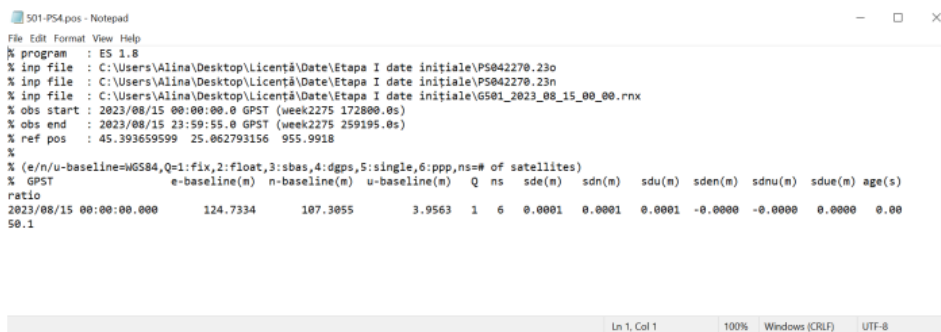 501-PS4.pos - Notepad
File Edit Format View Help
% program : ES 1.8
% inp file : C:\Users\Alina\Desktop\Licență\Date\Etapa I date inițiale\PS042270.23o
% inp file : C:\Users\Alina\Desktop\Licență\Date\Etapa I date inițiale\PS042270.23n
% inp file : C:\Users\Alina\Desktop\Licență\Date\Etapa I date inițiale\G501_2023_08_15_00_00.rnx
% obs start : 2023/08/15 00:00:00.0 GPST (week2275 172800.0s)
% obs end : 2023/08/15 23:59:55.0 GPST (week2275 259195.0s)
% ref pos : 45.393659599 25.062793156 955.9918
%
% (e/n/u-baseline=WGS84,Q=1:fix,2:float,3:sbas,4:dgps,5:single,6:ppp,ns=# of satellites)
% GPST e-baseline(m) n-baseline(m) u-baseline(m) Q ns sde(m) sdn(m) sdu(m) sden(m) sdnu(m) sdue(m) age(s)
ratio
2023/08/15 00:00:00.000 124.7334 107.3055 3.9563 1 6 0.0001 0.0001 0.0001 -0.0000 -0.0000 0.0000 0.00
50.1
Ln 1, Col 1 100% Windows (CRLF) UTF-8